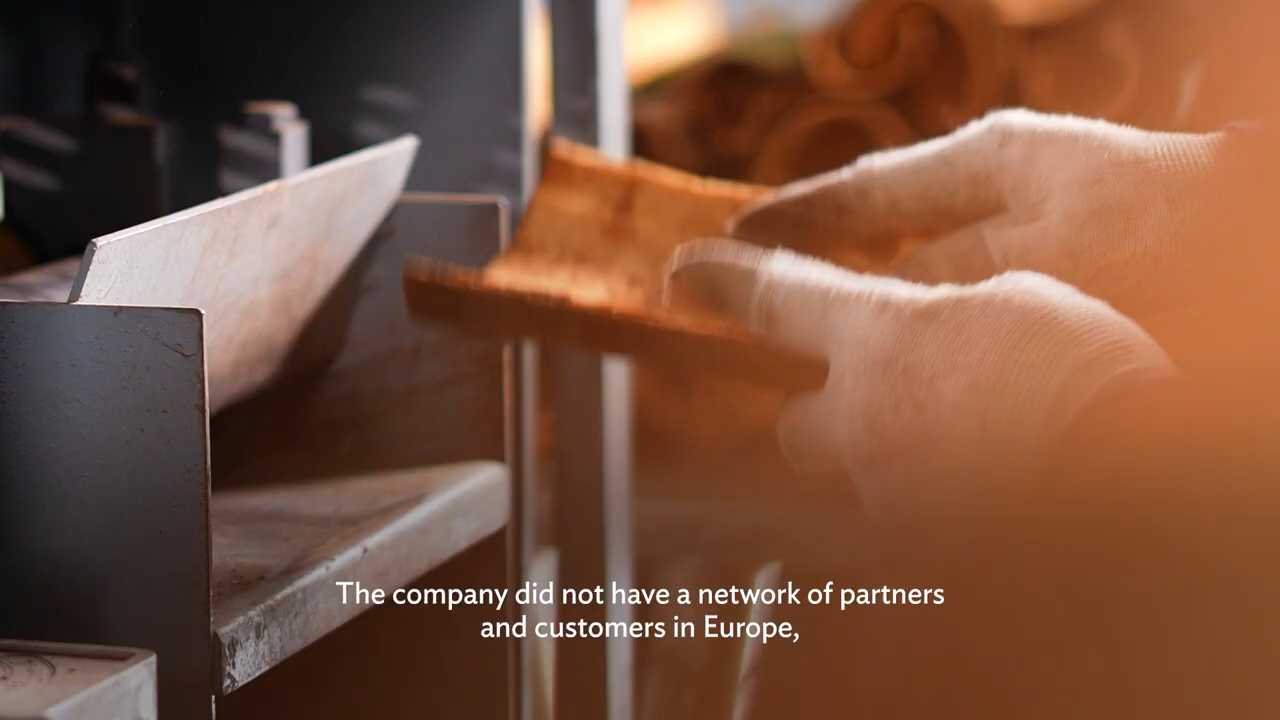 The company did not have a network of partners
and customers in Europe,